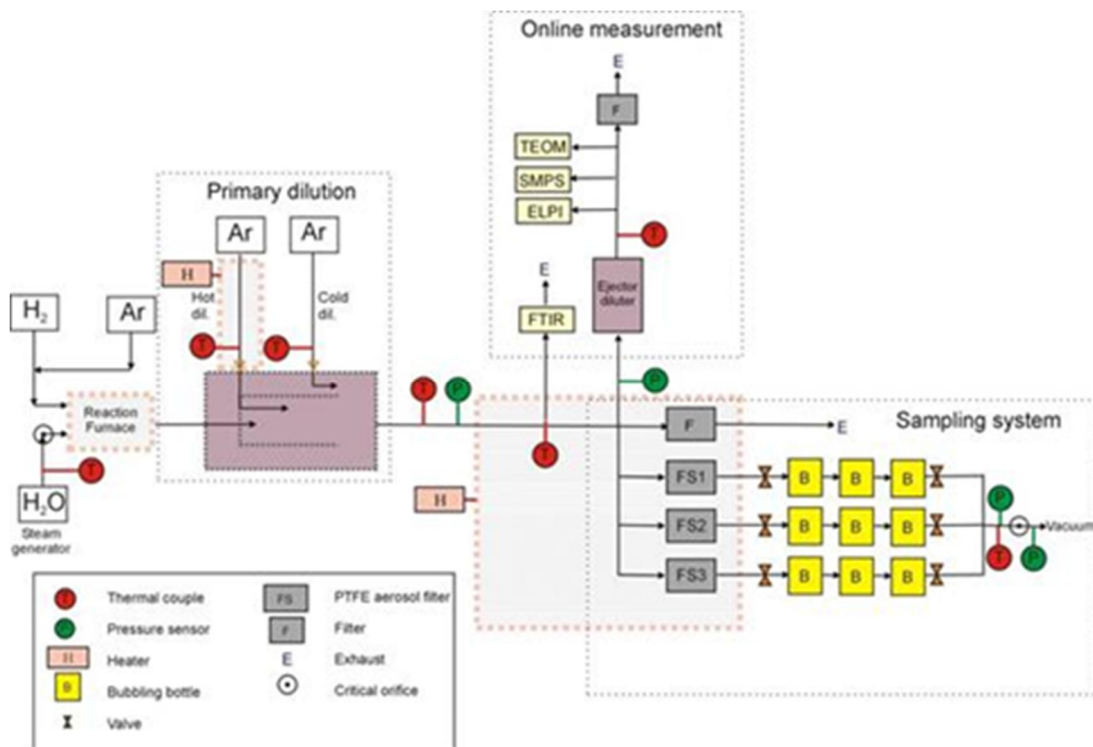 Online measurement
E
F
TEOM
SMPS
ELPI
T
Ejector
diluter
E
FTIR
P
Primary dilution
Ar
Ar
H
Hot
dil.
Cold
dil.
T
T
H2
Ar
Reaction
Furnace
T
H2O
Steam
generator
T
P
T
H
Sampling system
F
E
FS1
B
B
B
FS2
B
B
B
FS3
B
B
B
P
T
P
Vacuum
T
Thermal couple
P
Pressure sensor
H
Heater
B
Bubbling bottle
Valve
FS
PTFE aerosol filter
F
Filter
E
Exhaust
Critical orifice